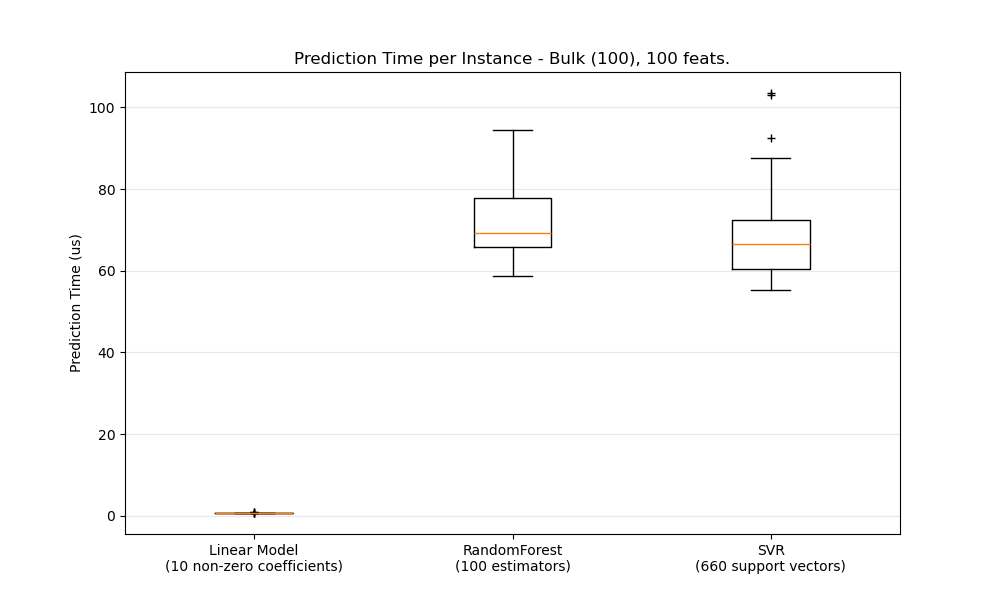 Prediction Time per Instance - Bulk (100), 100 feats.
Prediction Time (us)
100
80
60
40
20
0
Linear Model
(10 non-zero coefficients)
RandomForest
(100 estimators)
SVR
(660 support vectors)